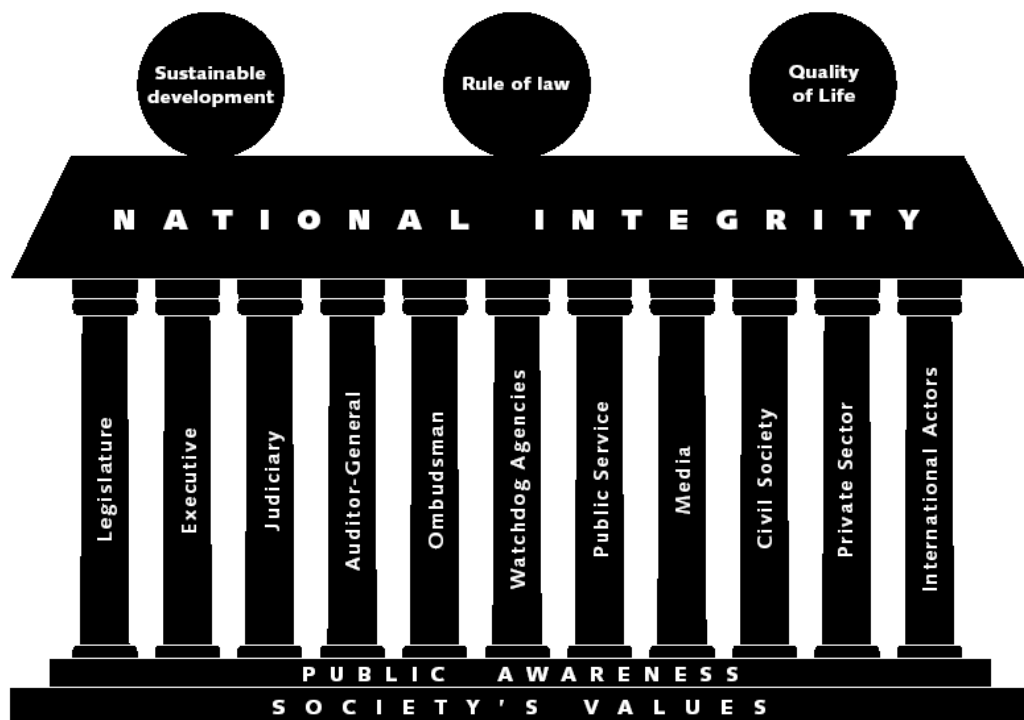 Sustainable
development
Rule of law
Quality
of Life
NATIONAL INTEGRITY
Legislature
Executive
Judiciary
Auditor-General
Ombudsman
Watchdog Agencies
Public Service
Media
Civil Society
Private Sector
International Actors
PUBLIC AWARENESS
SOCIETY'S VALUES